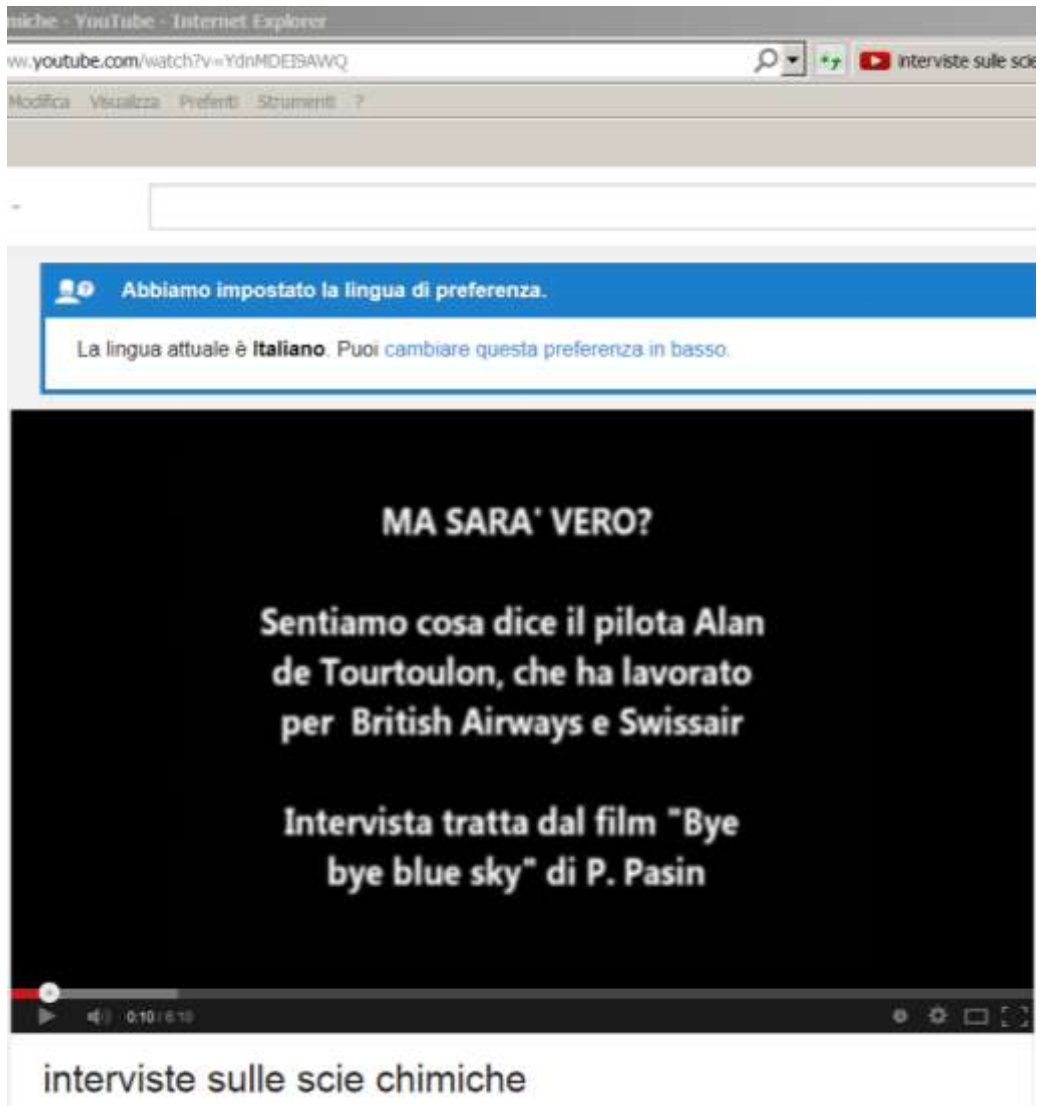 miche - YouTube - Internet Explorer
ww.youtube.com/watch?v=YdnMDEI9AWQ interviste sulle scie
Modifica Visualizza Preferiti Strumenti ?
Abbiamo impostato la lingua di preferenza.
La lingua attuale è Italiano. Puoi cambiare questa preferenza in basso.
MA SARA' VERO?
Sentiamo cosa dice il pilota Alan
de Tourtoulon, che ha lavorato
per British Airways e Swissair
Intervista tratta dal film "Bye
bye blue sky" di P. Pasin
0:10 / 6:10
interviste sulle scie chimiche